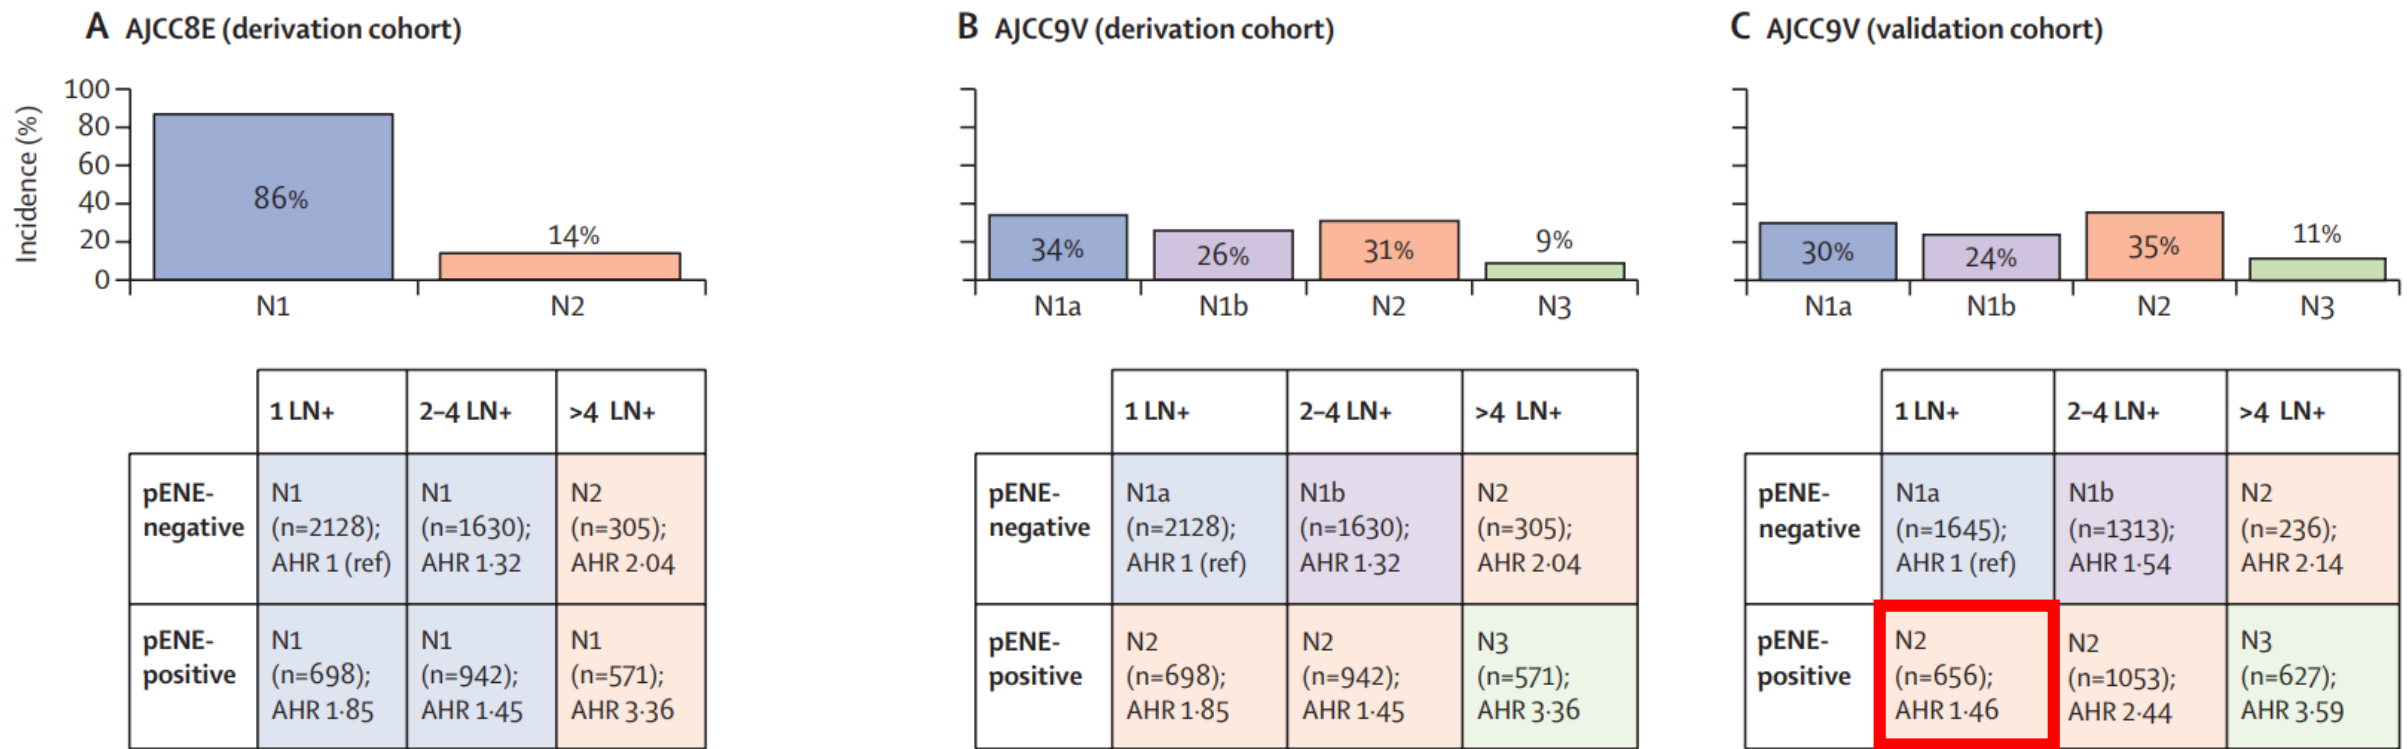 A AJCC8E (derivation cohort)
Incidence (%)
100
80
60
40
20
0
86%
14%
N1
N2
1 LN+
2–4 LN+
>4 LN+
pENE-
negative
N1
(n=2128);
AHR 1 (ref)
N1
(n=1630);
AHR 1·32
N2
(n=305);
AHR 2·04
pENE-
positive
N1
(n=698);
AHR 1·85
N1
(n=942);
AHR 1·45
N1
(n=571);
AHR 3·36
B AJCC9V (derivation cohort)
34%
26%
31%
9%
N1a
N1b
N2
N3
1 LN+
2–4 LN+
>4 LN+
pENE-
negative
N1a
(n=2128);
AHR 1 (ref)
N1b
(n=1630);
AHR 1·32
N2
(n=305);
AHR 2·04
pENE-
positive
N2
(n=698);
AHR 1·85
N2
(n=942);
AHR 1·45
N3
(n=571);
AHR 3·36
C AJCC9V (validation cohort)
30%
24%
35%
11%
N1a
N1b
N2
N3
1 LN+
2–4 LN+
>4 LN+
pENE-
negative
N1a
(n=1645);
AHR 1 (ref)
N1b
(n=1313);
AHR 1·54
N2
(n=236);
AHR 2·14
pENE-
positive
N2
(n=656);
AHR 1·46
N2
(n=1053);
AHR 2·44
N3
(n=627);
AHR 3·59